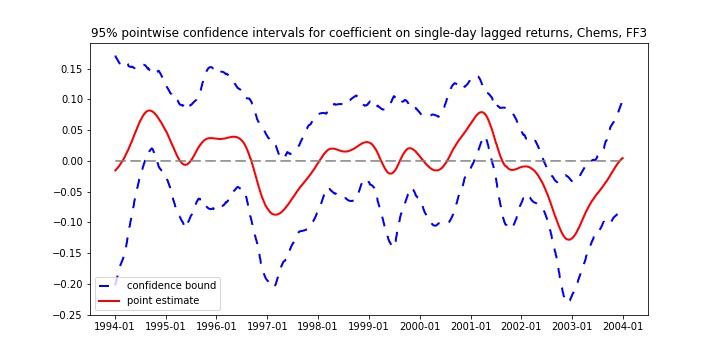 95% pointwise confidence intervals for coefficient on single-day lagged returns, Chems, FF3
0.15
0.10
0.05
0.00
−0.05
−0.10
−0.15
−0.20
−0.25
confidence bound
point estimate
1994-01 1995-01 1996-01 1997-01 1998-01 1999-01 2000-01 2001-01 2002-01 2003-01 2004-01